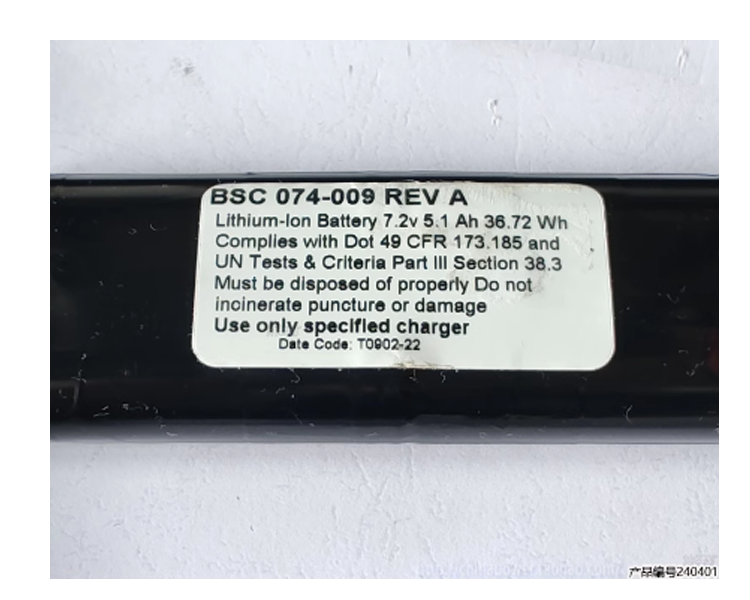 BSC 074-009 REV A
Lithium-Ion Battery 7.2v 5.1 Ah 36.72 Wh
Complies with Dot 49 CFR 173.185 and
UN Tests & Criteria Part III Section 38.3
Must be disposed of properly Do not
incinerate puncture or damage
Use only specified charger
Date Code: T0902-22
产品编号240401